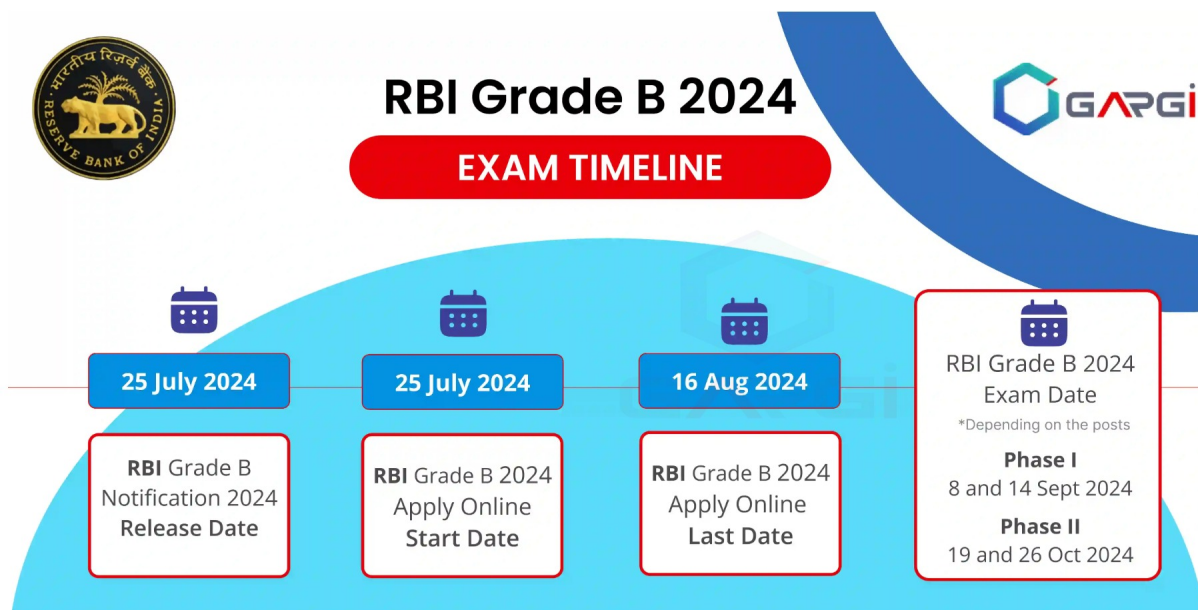 भारतीय रिज़र्व बैंक
RESERVE BANK OF INDIA
RBI Grade B 2024
EXAM TIMELINE
GARGi
25 July 2024
RBI Grade B
Notification 2024
Release Date
25 July 2024
RBI Grade B 2024
Apply Online
Start Date
16 Aug 2024
RBI Grade B 2024
Apply Online
Last Date
RBI Grade B 2024
Exam Date
*Depending on the posts
Phase I
8 and 14 Sept 2024
Phase II
19 and 26 Oct 2024
GARGi